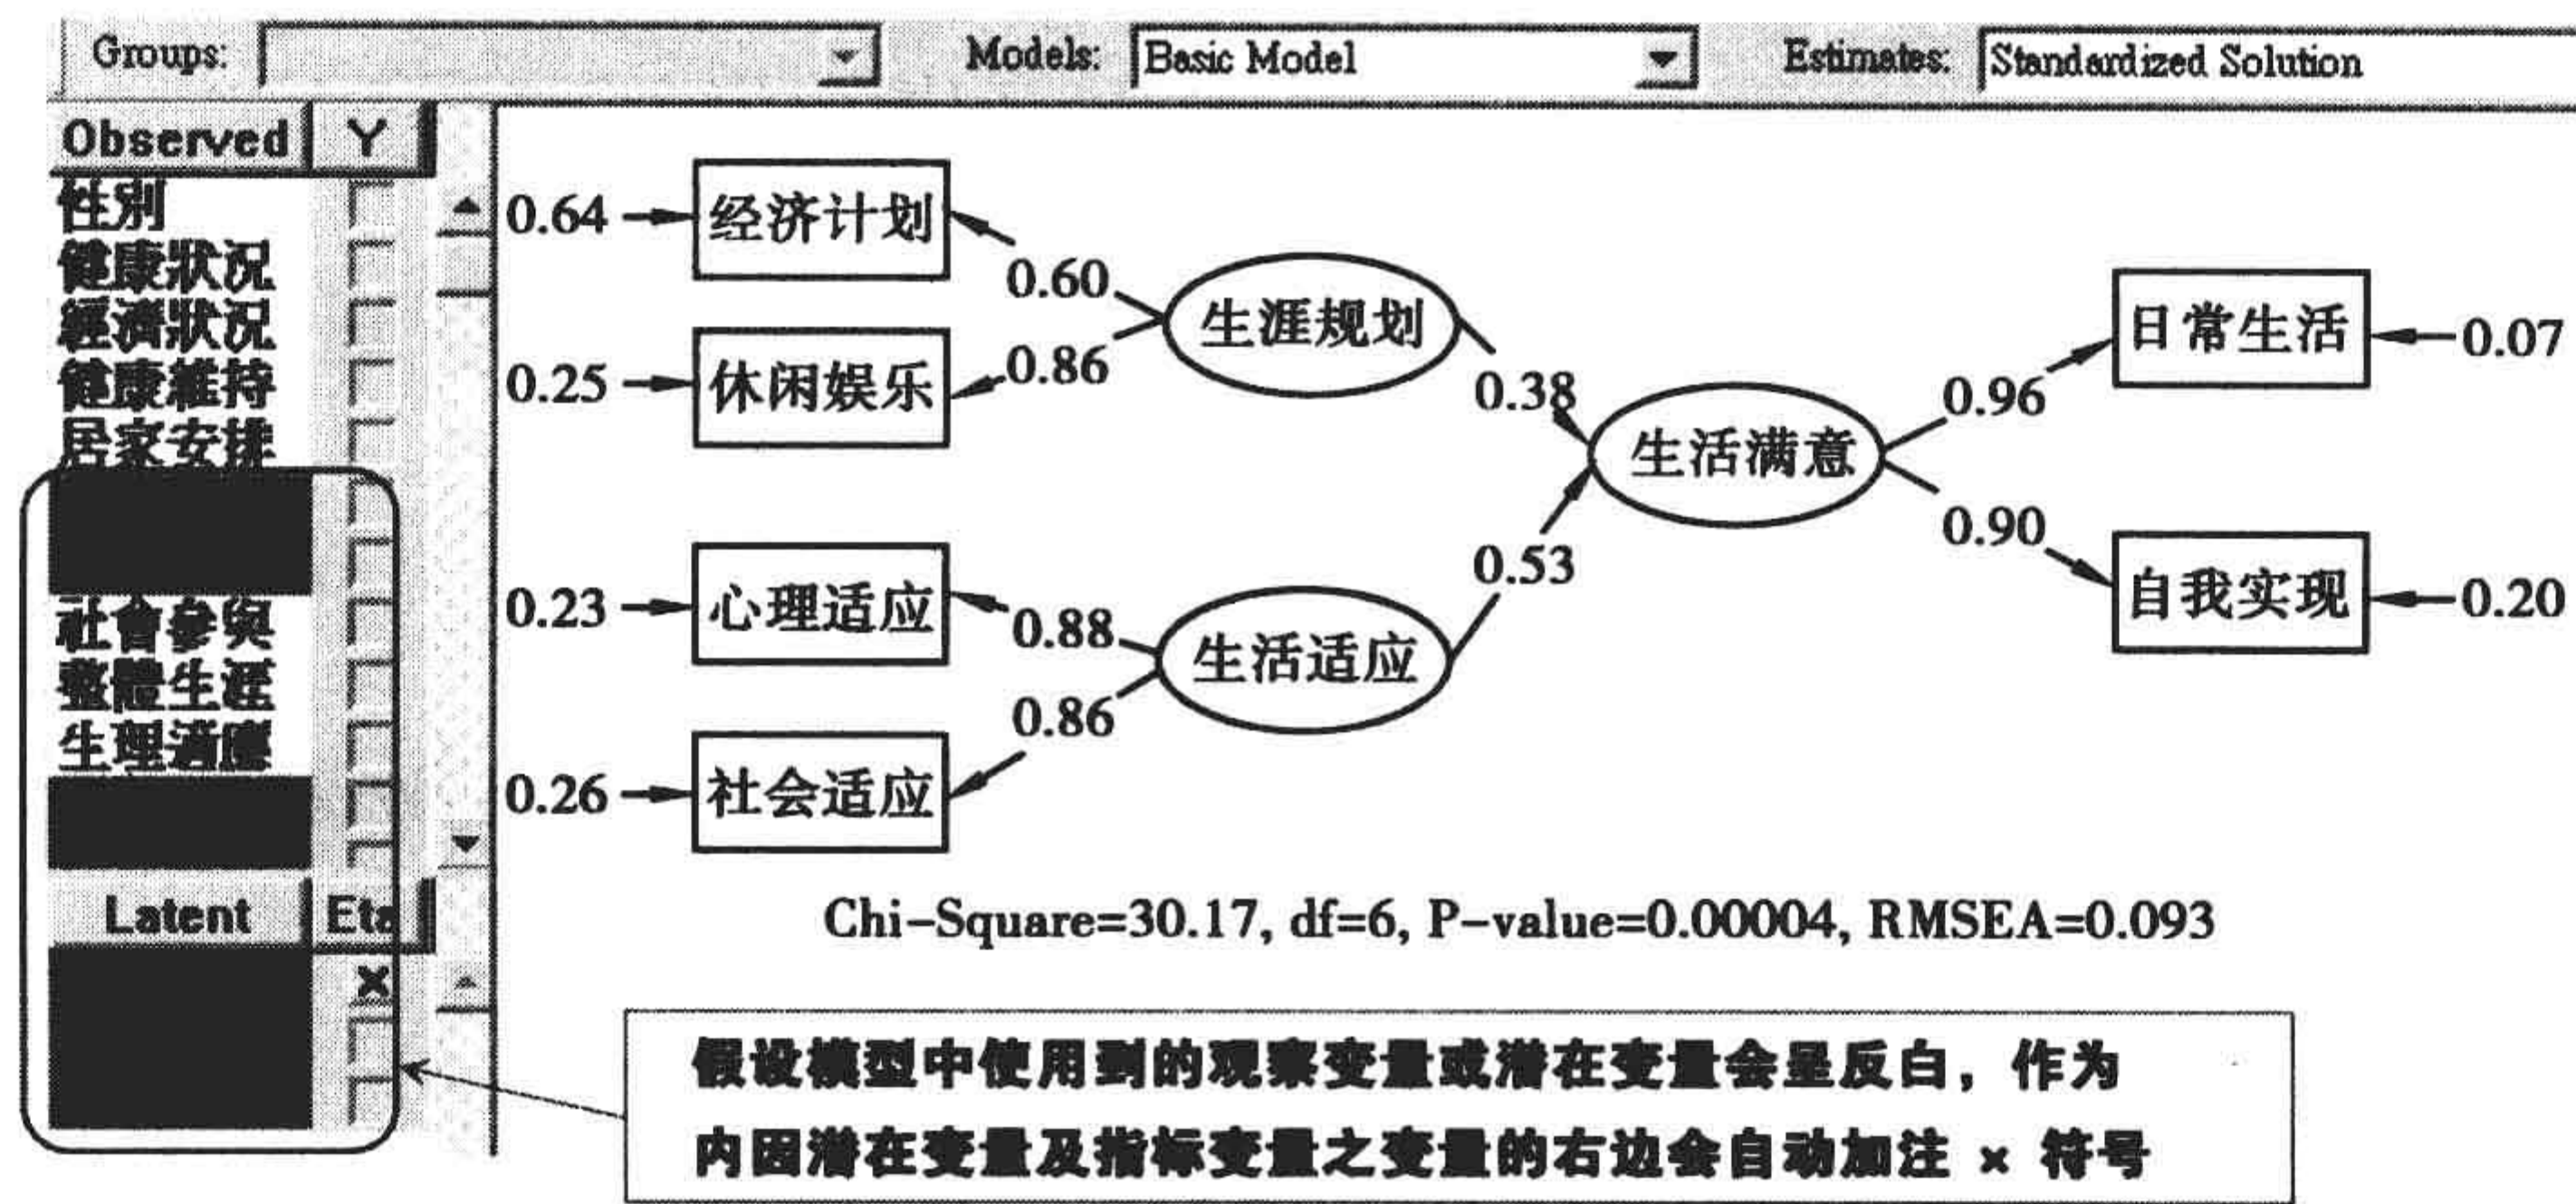 Groups: Models: Basic Model Estimates: Standardized Solution
Observed Y
性別
健康狀況
經濟狀況
健康維持
居家安排
社會參與
整體生涯
生理適應
Latent Eta
×
0.64 经济计划
0.60
0.25 休闲娱乐
0.86
生涯规划
0.38
0.23 心理适应
0.88
0.26 社会适应
0.86
生活适应
0.53
生活满意
0.96
日常生活 0.07
0.90
自我实现 0.20
Chi-Square=30.17, df=6, P-value=0.00004, RMSEA=0.093
假设模型中使用到的观察变量或潜在变量会呈反白，作为
内因潜在变量及指标变量之变量的右边会自动加注 × 符号